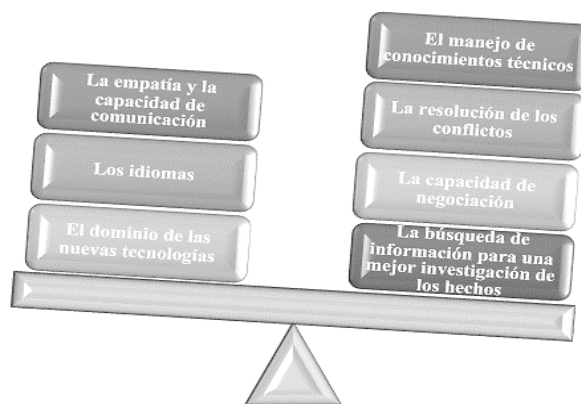 La empatía y la
capacidad de
comunicación
Los idiomas
El dominio de las
nuevas tecnologías
El manejo de
conocimientos técnicos
La resolución de los
conflictos
La capacidad de
negociación
La búsqueda de
información para una
mejor investigación de
los hechos